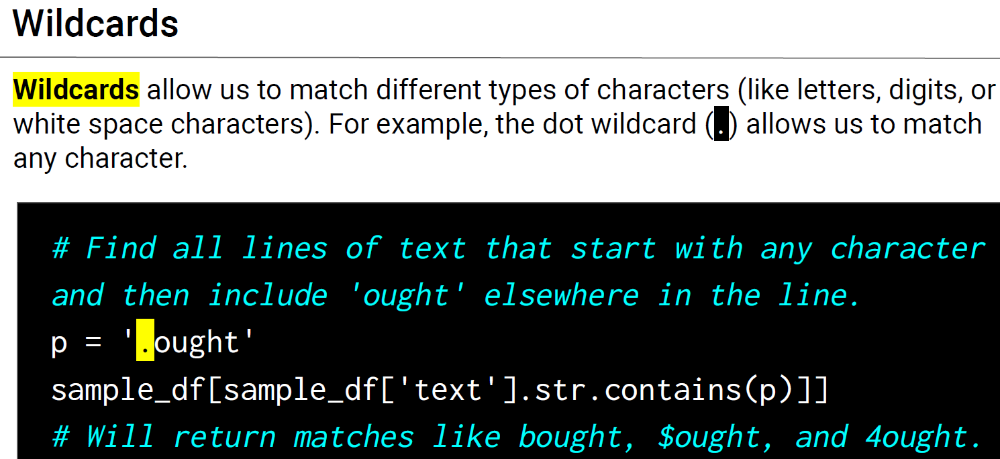 Wildcards
Wildcards allow us to match different types of characters (like letters, digits, or
white space characters). For example, the dot wildcard (.) allows us to match
any character.
# Find all lines of text that start with any character
and then include 'ought' elsewhere in the line.
p = '.ought'
sample_df[sample_df['text'].str.contains(p)]]
# Will return matches like bought, $ought, and 4ought.